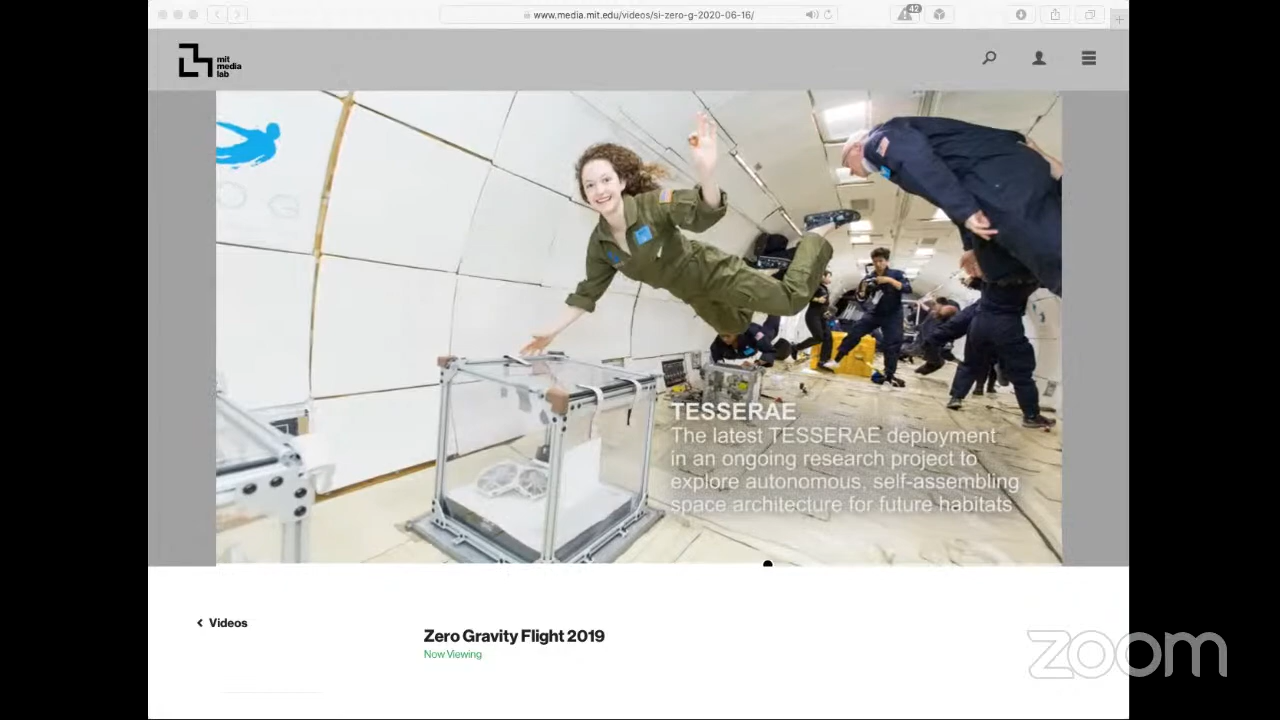 www.media.mit.edu/videos/si-zero-g-2020-06-16/
42
mit
media
lab
O G
TESSERAE
The latest TESSERAE deployment
in an ongoing research project to
explore autonomous, self-assembling
space architecture for future habitats
Videos
Zero Gravity Flight 2019
Now Viewing
zoom